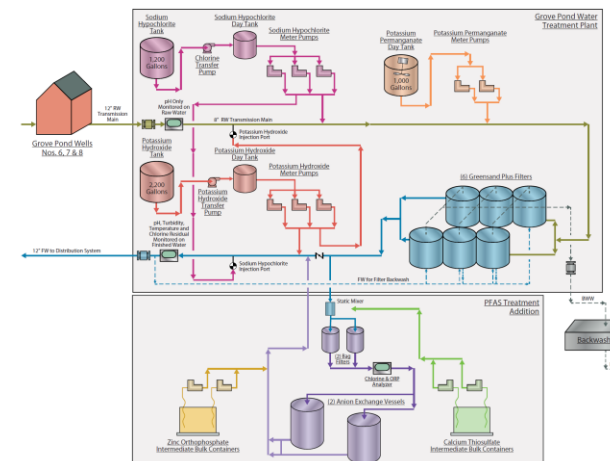 Grove Pond Water
Treatment Plant
Sodium
Hypochlorite
Tank
1,200
Gallons
Chlorine
Transfer
Pump
Sodium Hypochlorite
Day Tank
Sodium Hypochlorite
Meter Pumps
Potassium
Permanganate
Day Tank
1,000
Gallons
Potassium Permanganate
Meter Pumps
12" RW
Transmission
Main
pH Only
Monitored on
Raw Water
8" RW Transmission Main
Potassium Hydroxide
Injection Port
Grove Pond Wells
Nos. 6, 7 & 8
Potassium
Hydroxide
Tank
2,200
Gallons
Potassium
Hydroxide
Transfer
Pump
Potassium Hydroxide
Day Tank
Potassium Hydroxide
Meter Pumps
(6) Greensand Plus Filters
pH, Turbidity,
Temperature and
Chlorine Residual
Monitored on
Finished Water
12" FW to Distribution System
Sodium Hypochlorite
Injection Port
FW for Filter Backwash
BWW
Backwash
PFAS Treatment
Addition
Static Mixer
(2) Bag
Filters
Chlorine & ORP
Analyzer
(2) Anion Exchange Vessels
Zinc Orthophosphate
Intermediate Bulk Containers
Calcium Thiosulfate
Intermediate Bulk Containers